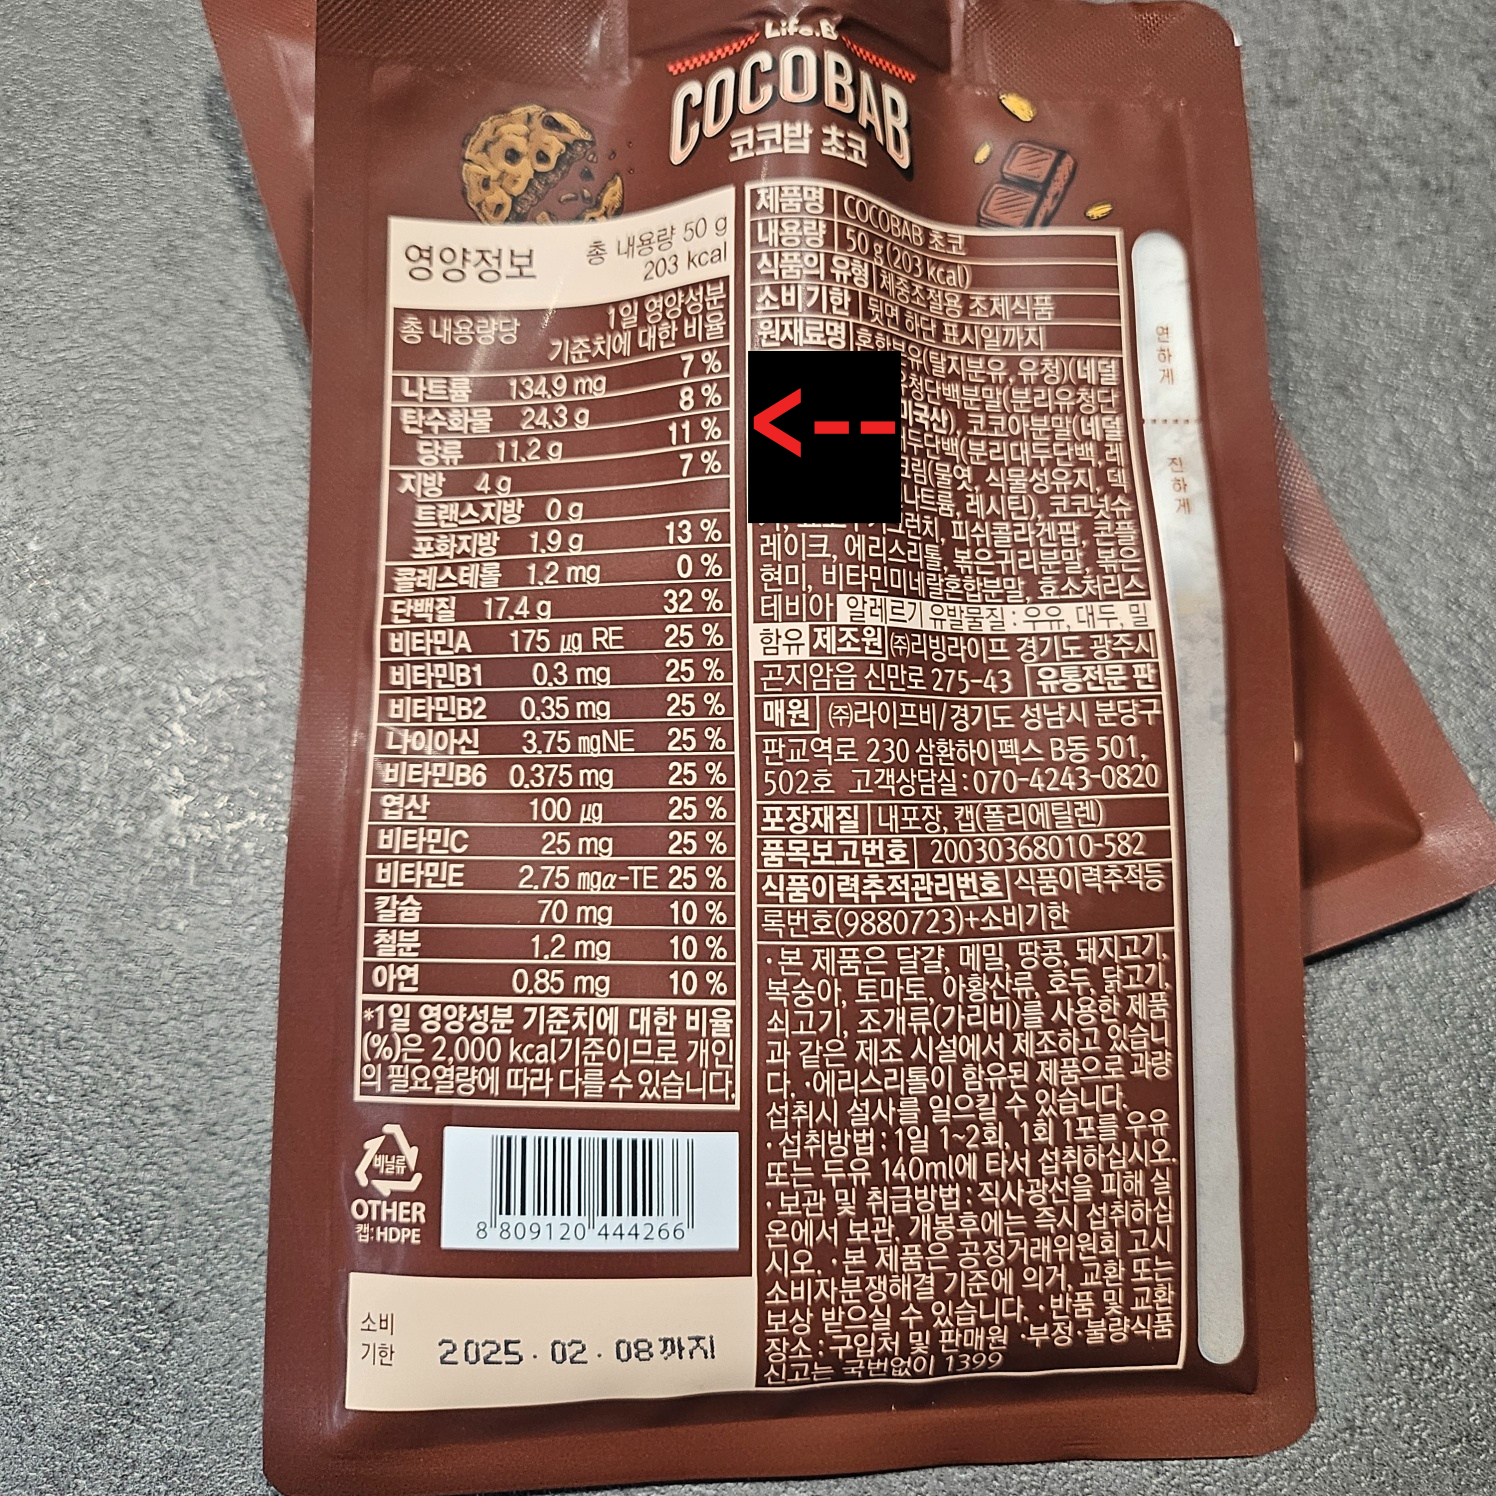 Life.B
COCOBAB
코코밥 초코
영양정보
총 내용량 50 g
203 kcal
총 내용량당
1일 영양성분
기준치에 대한 비율
나트륨 134.9 mg 7 %
탄수화물 24.3 g 8 %
당류 11.2 g 11 %
지방 4 g 7 %
트랜스지방 0 g
포화지방 1.9 g 13 %
콜레스테롤 1.2 mg 0 %
단백질 17.4 g 32 %
비타민A 175 μg RE 25 %
비타민B1 0.3 mg 25 %
비타민B2 0.35 mg 25 %
나이아신 3.75 mgNE 25 %
비타민B6 0.375 mg 25 %
엽산 100 μg 25 %
비타민C 25 mg 25 %
비타민E 2.75 mgα-TE 25 %
칼슘 70 mg 10 %
철분 1.2 mg 10 %
아연 0.85 mg 10 %
*1일 영양성분 기준치에 대한 비율
(%)은 2,000 kcal기준이므로 개인
의 필요열량에 따라 다를 수 있습니다.
비닐류
OTHER
캡:HDPE
8 809120 444266
소비
기한
2025.02.08까지
제품명 COCOBAB 초코
내용량 50 g(203 kcal)
식품의 유형 체중조절용 조제식품
소비기한 뒷면 하단 표시일까지
원재료명 혼합분유(탈지분유, 유청)(네덜
<--
청단백분말(분리유청단
미국산), 코코아분말(네덜
두단백(분리대두단백,레
크림(물엿, 식물성유지, 덱
나트륨, 레시틴), 코코넛슈
런치, 피쉬콜라겐팝, 콘플
레이크, 에리스리톨, 볶은귀리분말, 볶은
현미, 비타민미네랄혼합분말, 효소처리스
테비아 알레르기 유발물질 : 우유, 대두, 밀
함유 제조원 ㈜리빙라이프 경기도 광주시
곤지암읍 신만로 275-43 유통전문 판
매원 ㈜라이프비/경기도 성남시 분당구
판교역로 230 삼환하이펙스 B동 501,
502호 고객상담실 : 070-4243-0820
포장재질 내포장, 캡(폴리에틸렌)
품목보고번호 20030368010-582
식품이력추적관리번호 식품이력추적등
록번호(9880723)+소비기한
·본 제품은 달걀, 메밀, 땅콩, 돼지고기,
복숭아, 토마토, 아황산류, 호두, 닭고기,
쇠고기, 조개류(가리비)를 사용한 제품
과 같은 제조 시설에서 제조하고 있습니
다. ·에리스리톨이 함유된 제품으로 과량
섭취시 설사를 일으킬 수 있습니다.
·섭취방법 : 1일 1~2회, 1회 1포를 우유
또는 두유 140ml에 타서 섭취하십시오.
·보관 및 취급방법 : 직사광선을 피해 실
온에서 보관. 개봉후에는 즉시 섭취하십
시오. ·본 제품은 공정거래위원회 고시
소비자분쟁해결 기준에 의거, 교환 또는
보상 받으실 수 있습니다. ·반품 및 교환
장소 : 구입처 및 판매원 ·부정·불량식품
신고는 국번없이 1399
연하게
진하게